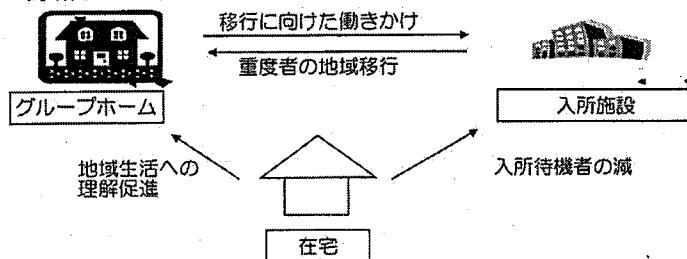 移行に向けた働きかけ
重度者の地域移行
グループホーム
入所施設
地域生活への
理解促進
入所待機者の減
在宅